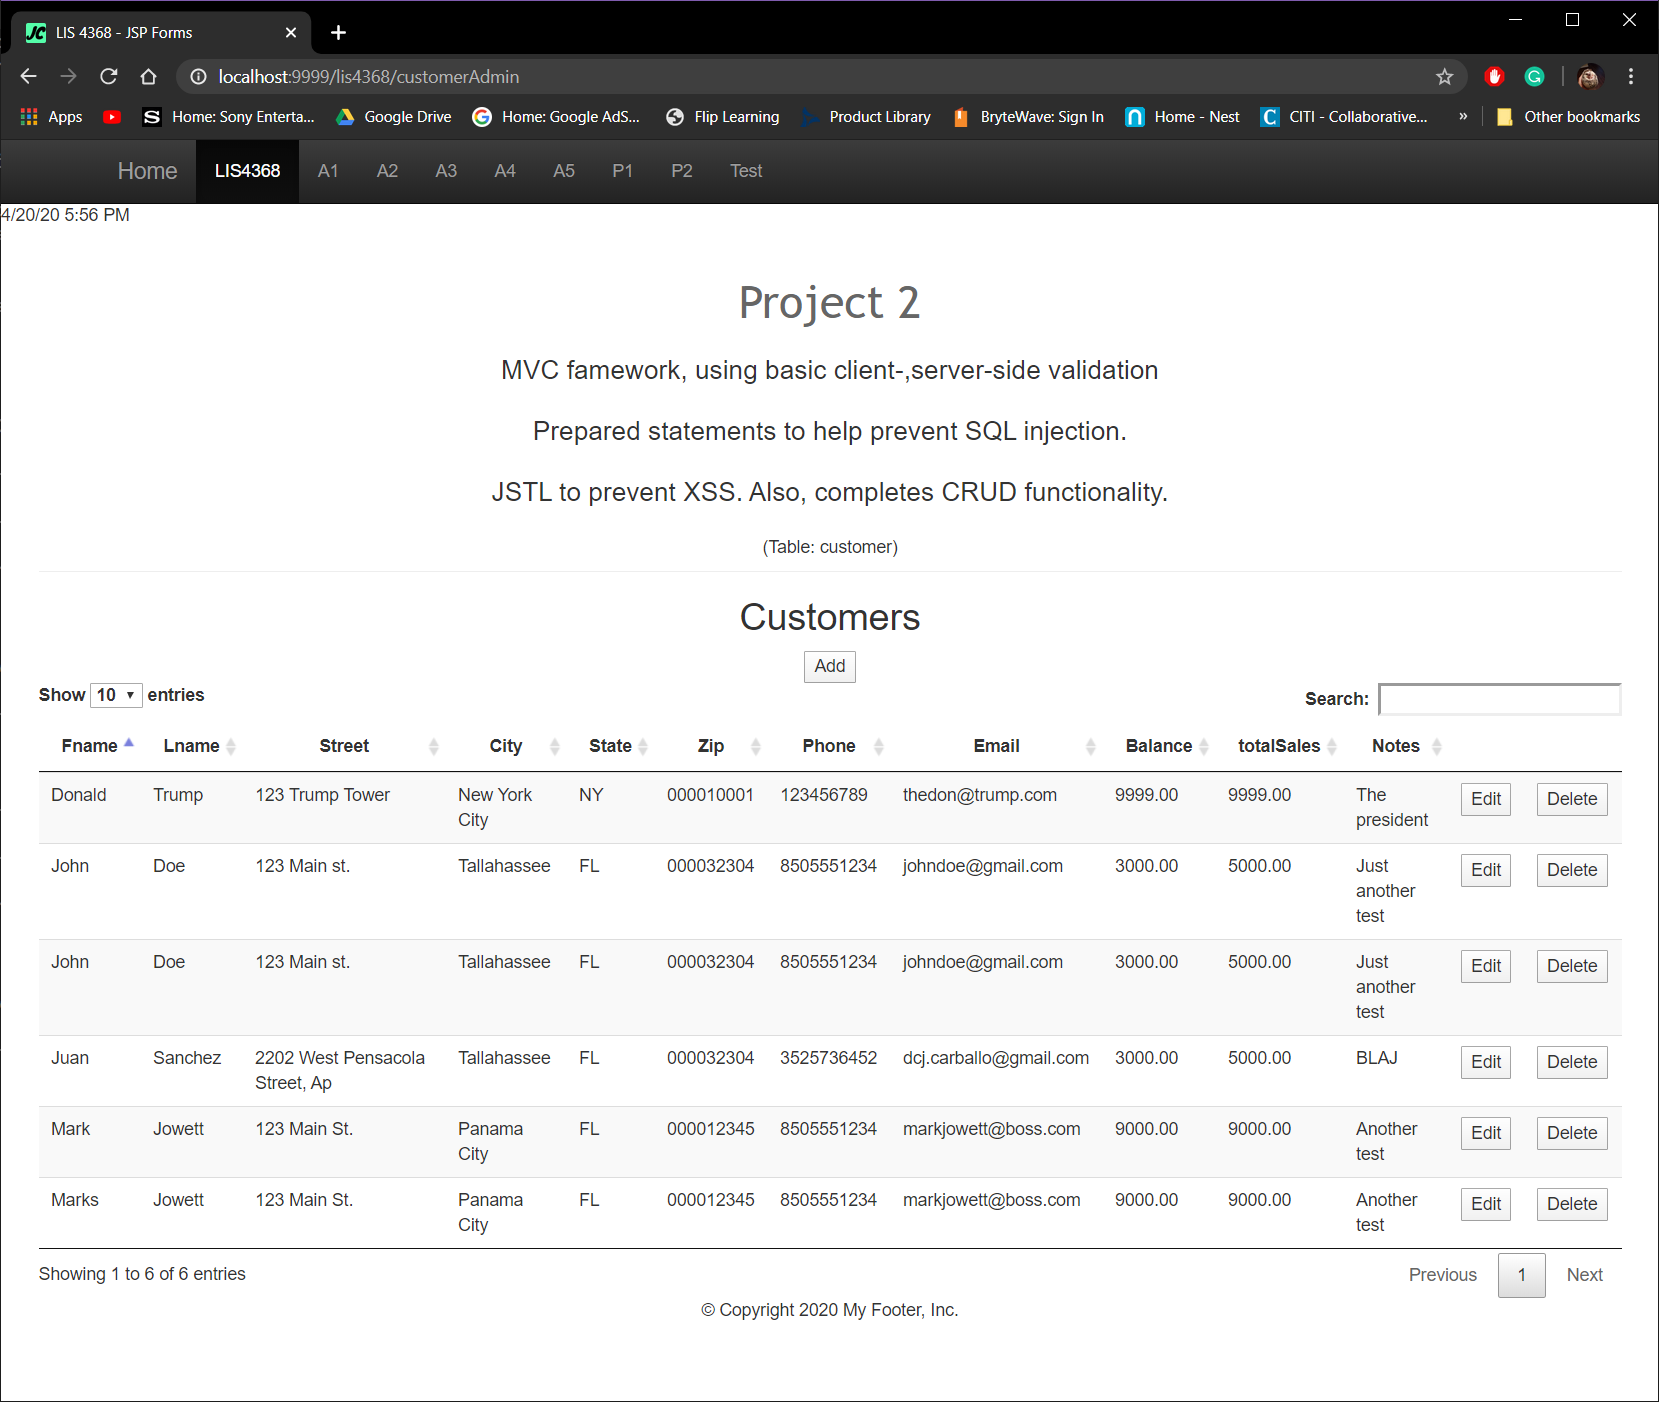 LIS 4368 - JSP Forms
localhost:9999/lis4368/customerAdmin
Apps Home: Sony Enterta... Google Drive Home: Google AdS... Flip Learning Product Library BryteWave: Sign In Home - Nest CITI - Collaborative... » Other bookmarks
Home LIS4368 A1 A2 A3 A4 A5 P1 P2 Test
4/20/20 5:56 PM
Project 2
MVC famework, using basic client-,server-side validation
Prepared statements to help prevent SQL injection.
JSTL to prevent XSS. Also, completes CRUD functionality.
(Table: customer)
Customers
Add
Show 10 entries Search:
Fname Lname Street City State Zip Phone Email Balance totalSales Notes
Donald Trump 123 Trump Tower New York NY 000010001 123456789 thedon@trump.com 9999.00 9999.00 The Edit Delete
City president
John Doe 123 Main st. Tallahassee FL 000032304 8505551234 johndoe@gmail.com 3000.00 5000.00 Just Edit Delete
another
test
John Doe 123 Main st. Tallahassee FL 000032304 8505551234 johndoe@gmail.com 3000.00 5000.00 Just Edit Delete
another
test
Juan Sanchez 2202 West Pensacola Tallahassee FL 000032304 3525736452 dcj.carballo@gmail.com 3000.00 5000.00 BLAJ Edit Delete
Street, Ap
Mark Jowett 123 Main St. Panama FL 000012345 8505551234 markjowett@boss.com 9000.00 9000.00 Another Edit Delete
City test
Marks Jowett 123 Main St. Panama FL 000012345 8505551234 markjowett@boss.com 9000.00 9000.00 Another Edit Delete
City test
Showing 1 to 6 of 6 entries Previous 1 Next
© Copyright 2020 My Footer, Inc.